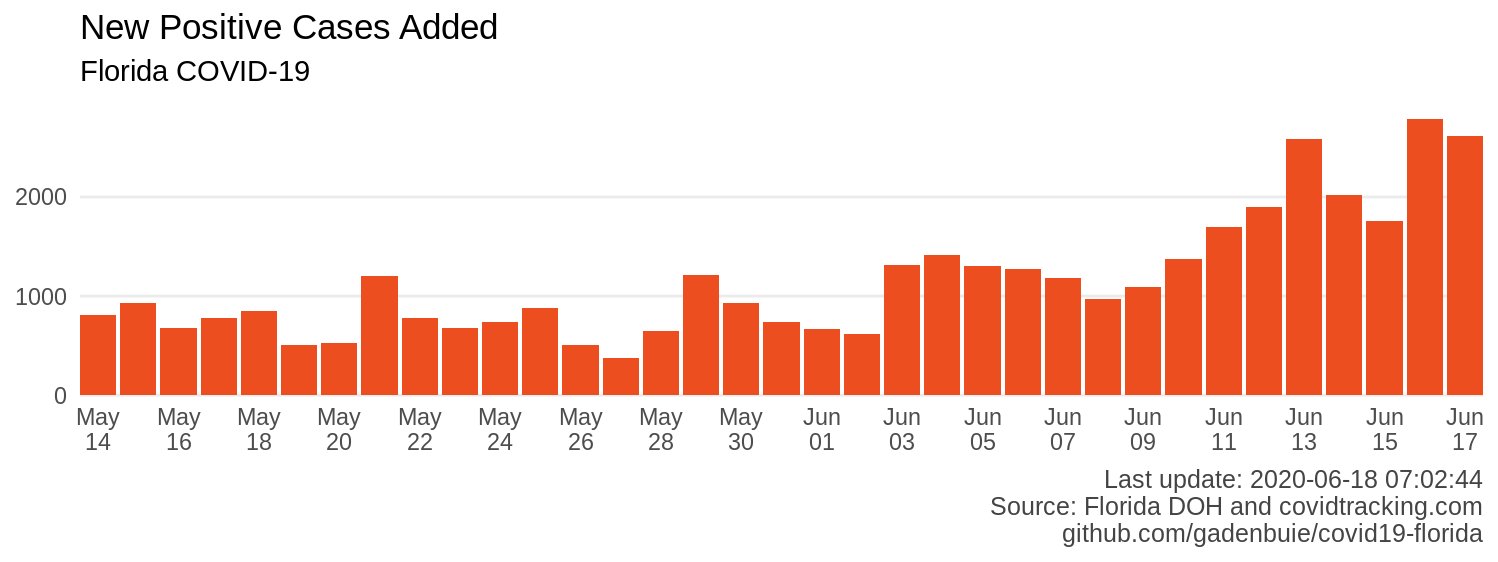 New Positive Cases Added
Florida COVID-19
2000
1000
0
May May May May May May May May May Jun Jun Jun Jun Jun Jun Jun Jun Jun
14 16 18 20 22 24 26 28 30 01 03 05 07 09 11 13 15 17
Last update: 2020-06-18 07:02:44
Source: Florida DOH and covidtracking.com
github.com/gadenbuie/covid19-florida